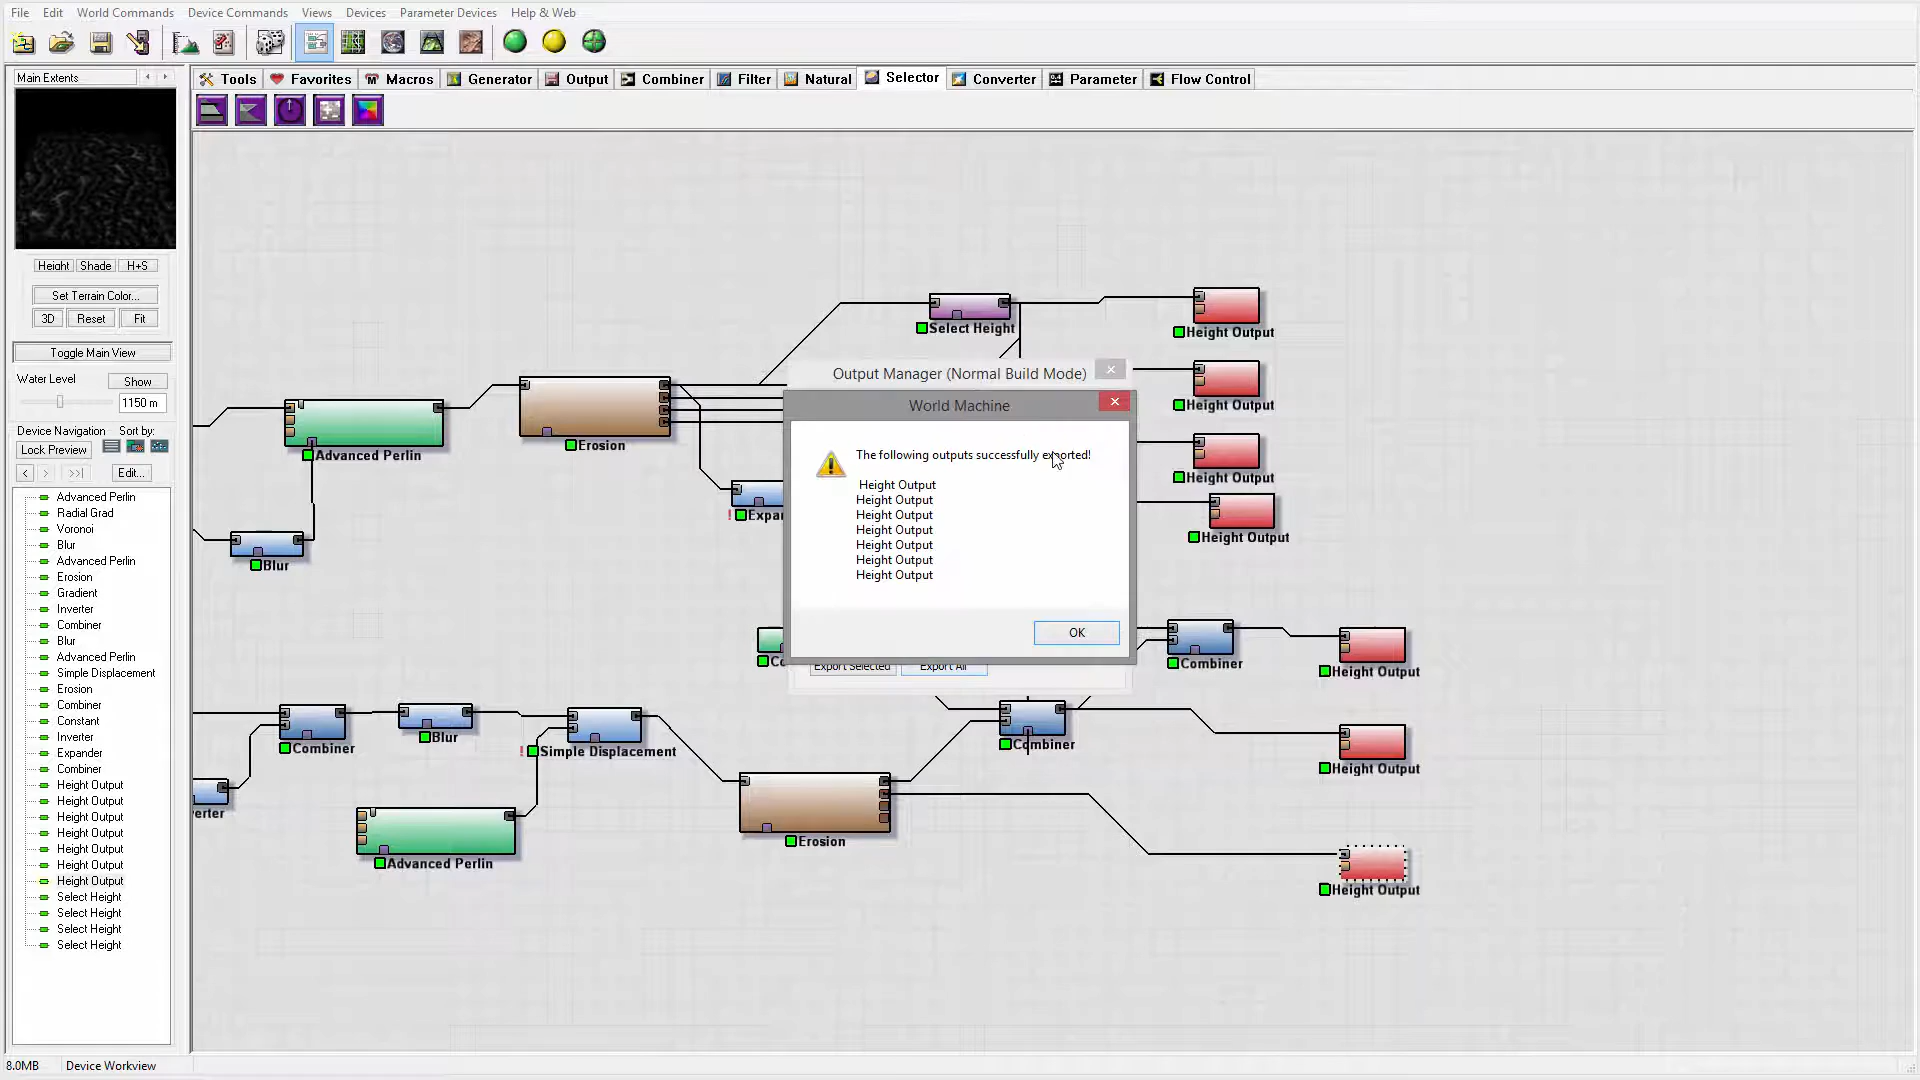 File Edit World Commands Device Commands Views Devices Parameter Devices Help & Web
Main Extents
Tools Favorites Macros Generator Output Combiner Filter Natural Selector Converter Parameter Flow Control
Height Shade H+S
Set Terrain Color...
3D Reset Fit
Toggle Main View
Water Level Show
1150 m
Device Navigation Sort by:
Lock Preview
< > >>| Edit...
Advanced Perlin
Radial Grad
Voronoi
Blur
Advanced Perlin
Erosion
Gradient
Inverter
Combiner
Blur
Advanced Perlin
Simple Displacement
Erosion
Combiner
Constant
Inverter
Expander
Combiner
Height Output
Height Output
Height Output
Height Output
Height Output
Height Output
Height Output
Select Height
Select Height
Select Height
Select Height
Select Height
Height Output
Height Output
Advanced Perlin
Erosion
Height Output
! Expan
Height Output
Blur
Output Manager (Normal Build Mode)
World Machine
The following outputs successfully exported!
Height Output
Height Output
Height Output
Height Output
Height Output
Height Output
Height Output
OK
Export Selected Export All
Co
Combiner
Height Output
Combiner
Blur
! Simple Displacement
Combiner
Height Output
erter
Advanced Perlin
Erosion
Height Output
8.0MB Device Workview